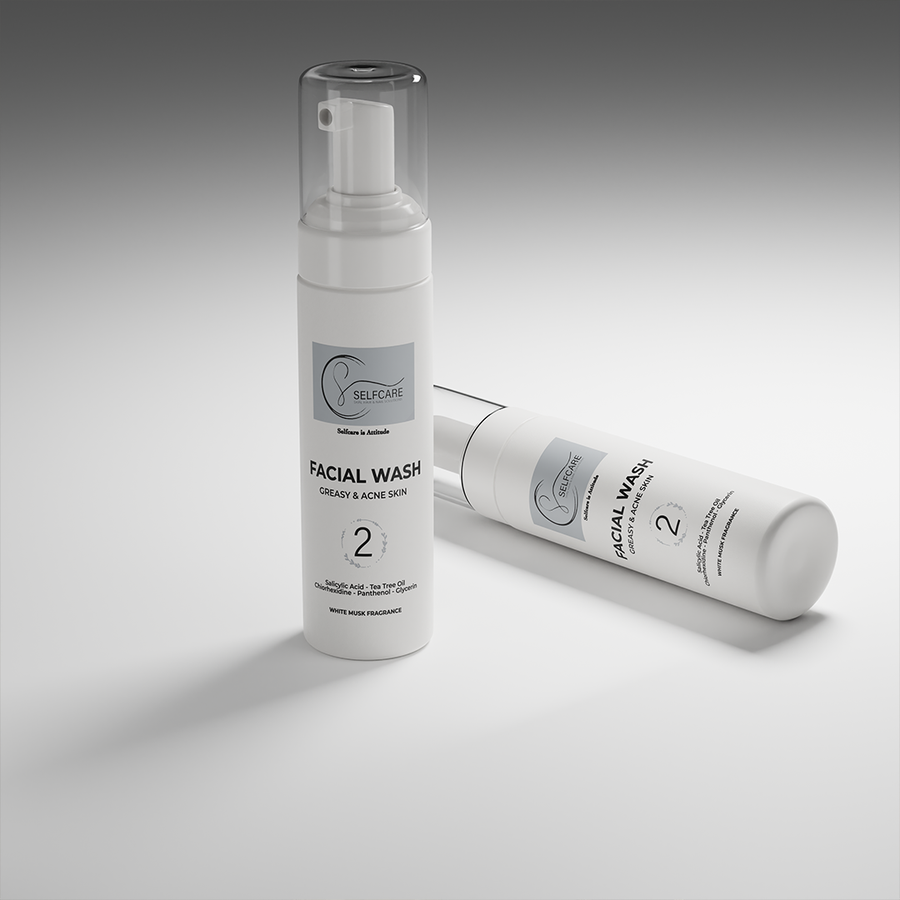 SELFCARE
Selfcare is Attitude
FACIAL WASH
GREASY & ACNE SKIN
2
Salicylic Acid - Tea Tree Oil
Chlorhexidine - Panthenol - Glycerin
WHITE MUSK FRAGRANCE
SELFCARE
Selfcare is Attitude
FACIAL WASH
GREASY & ACNE SKIN
2
Salicylic Acid - Tea Tree Oil
Chlorhexidine - Panthenol - Glycerin
WHITE MUSK FRAGRANCE